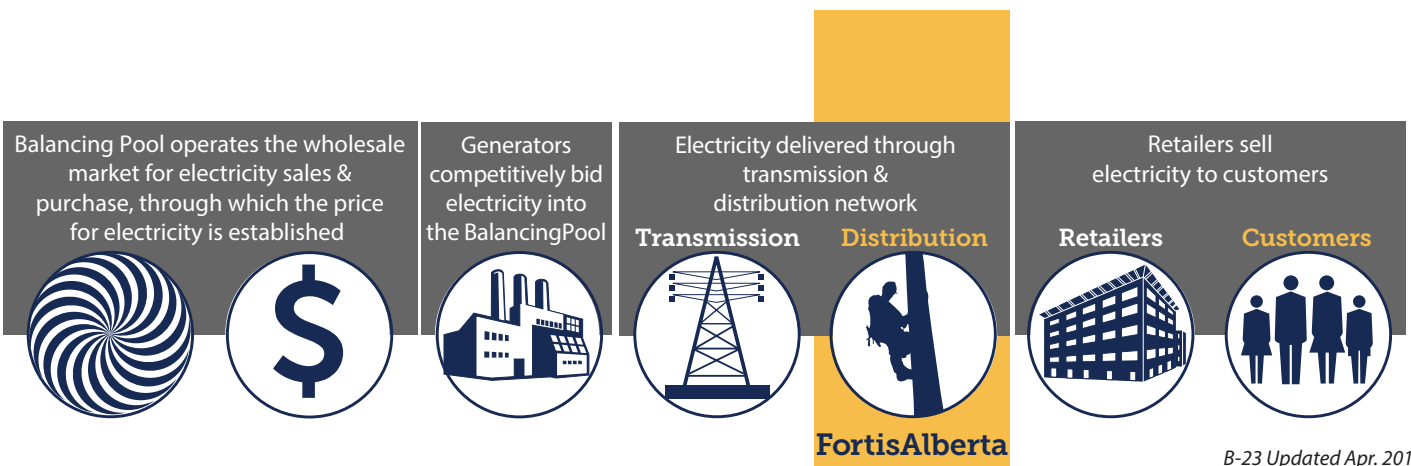 Balancing Pool operates the wholesale
market for electricity sales &
purchase, through which the price
for electricity is established
Generators
competitively bid
electricity into
the BalancingPool
Electricity delivered through
transmission &
distribution network
Transmission
Distribution
Retailers sell
electricity to customers
Retailers
Customers
FortisAlberta
B-23 Updated Apr. 201